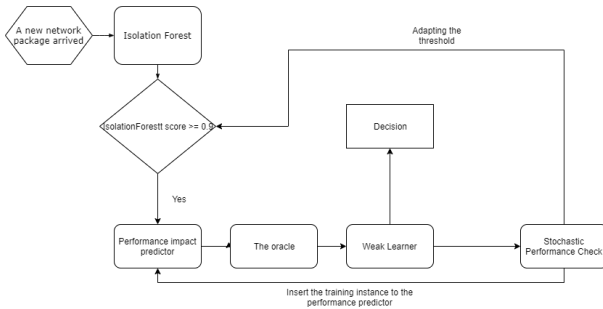 A new network
package arrived
Isolation Forest
Adapting the
threshold
IsolationForestt score >= 0.9
Decision
Yes
Performance impact
predictor
The oracle
Weak Learner
Stochastic
Performance Check
Insert the training instance to the
performance predictor